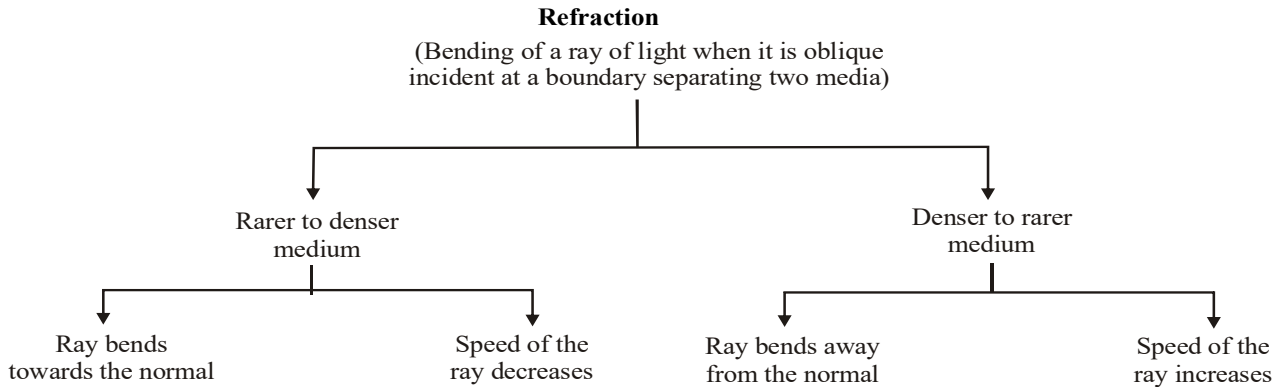 Refraction
(Bending of a ray of light when it is oblique
incident at a boundary separating two media)
Rarer to denser
medium
Denser to rarer
medium
Ray bends
towards the normal
Speed of the
ray decreases
Ray bends away
from the normal
Speed of the
ray increases